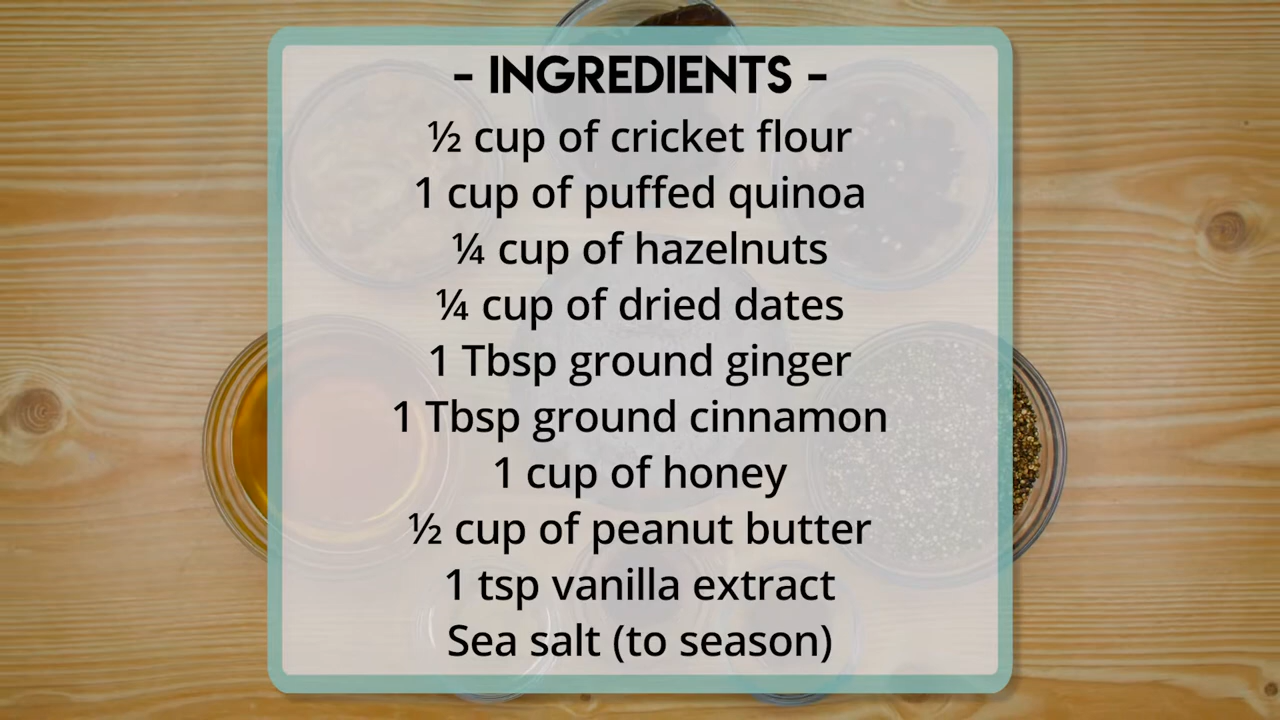 - INGREDIENTS -
½ cup of cricket flour
1 cup of puffed quinoa
¼ cup of hazelnuts
¼ cup of dried dates
1 Tbsp ground ginger
1 Tbsp ground cinnamon
1 cup of honey
½ cup of peanut butter
1 tsp vanilla extract
Sea salt (to season)